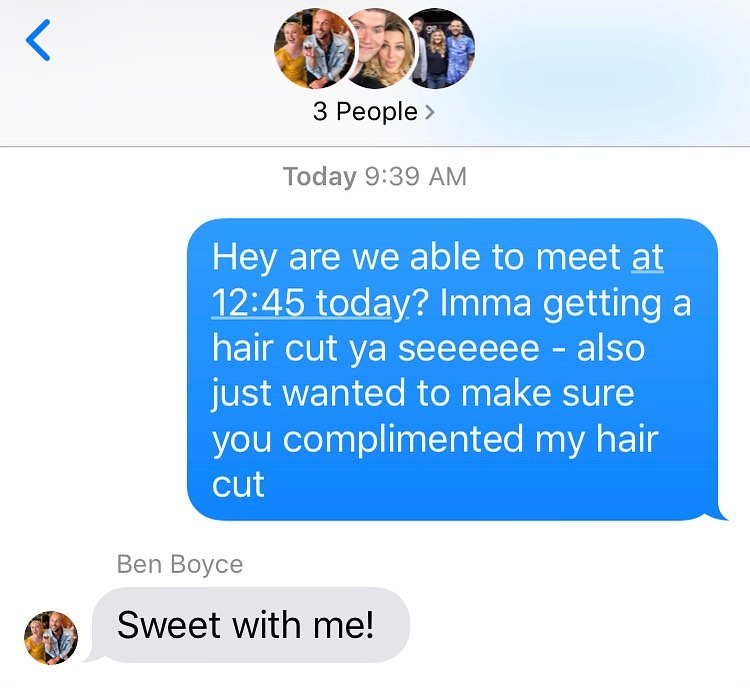 3 People >
Today 9:39 AM
Hey are we able to meet at
12:45 today? Imma getting a
hair cut ya seeeeee - also
just wanted to make sure
you complimented my hair
cut
Ben Boyce
Sweet with me!